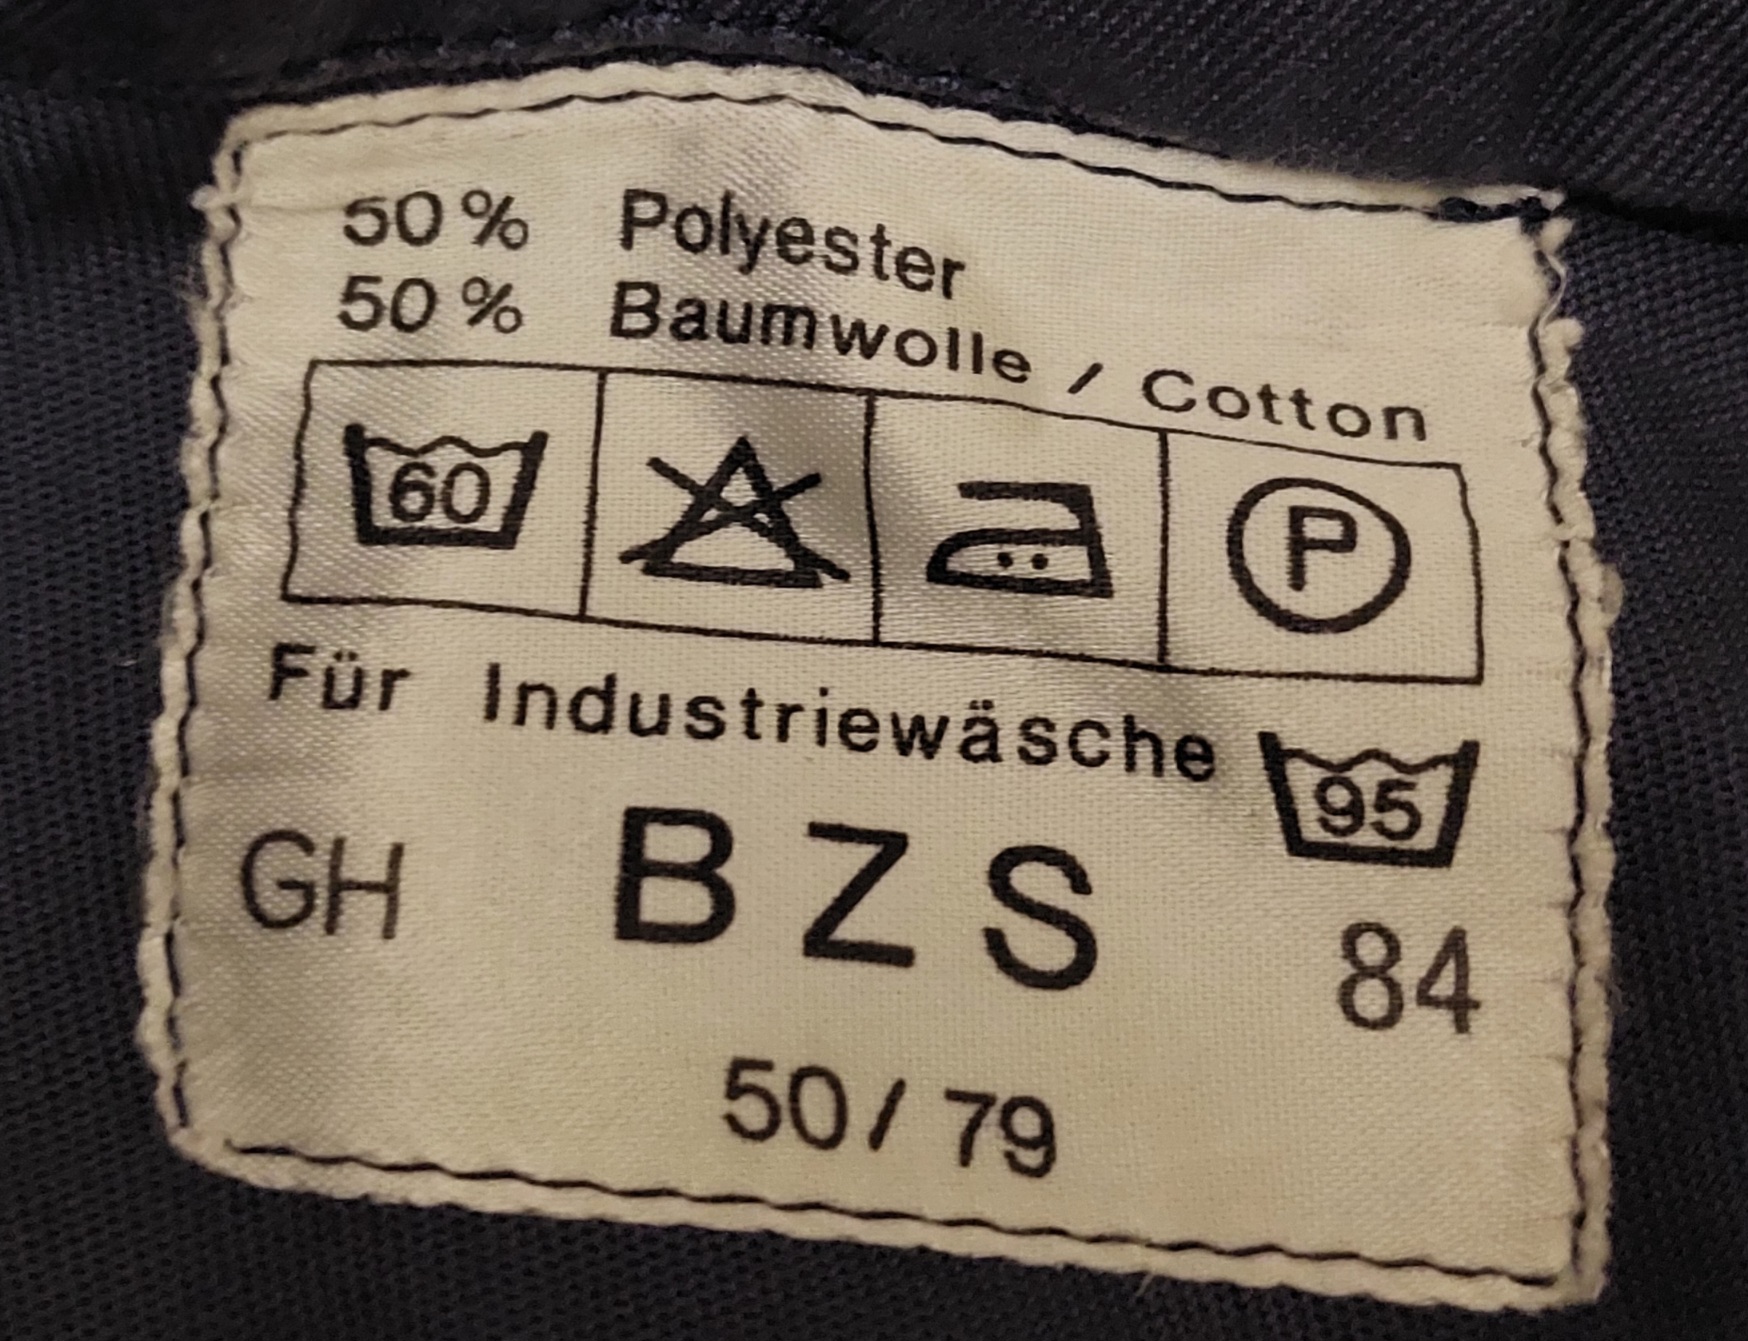 50 % Polyester
50 % Baumwolle / Cotton
60
P
Für Industriewäsche 95
GH BZS 84
50 / 79